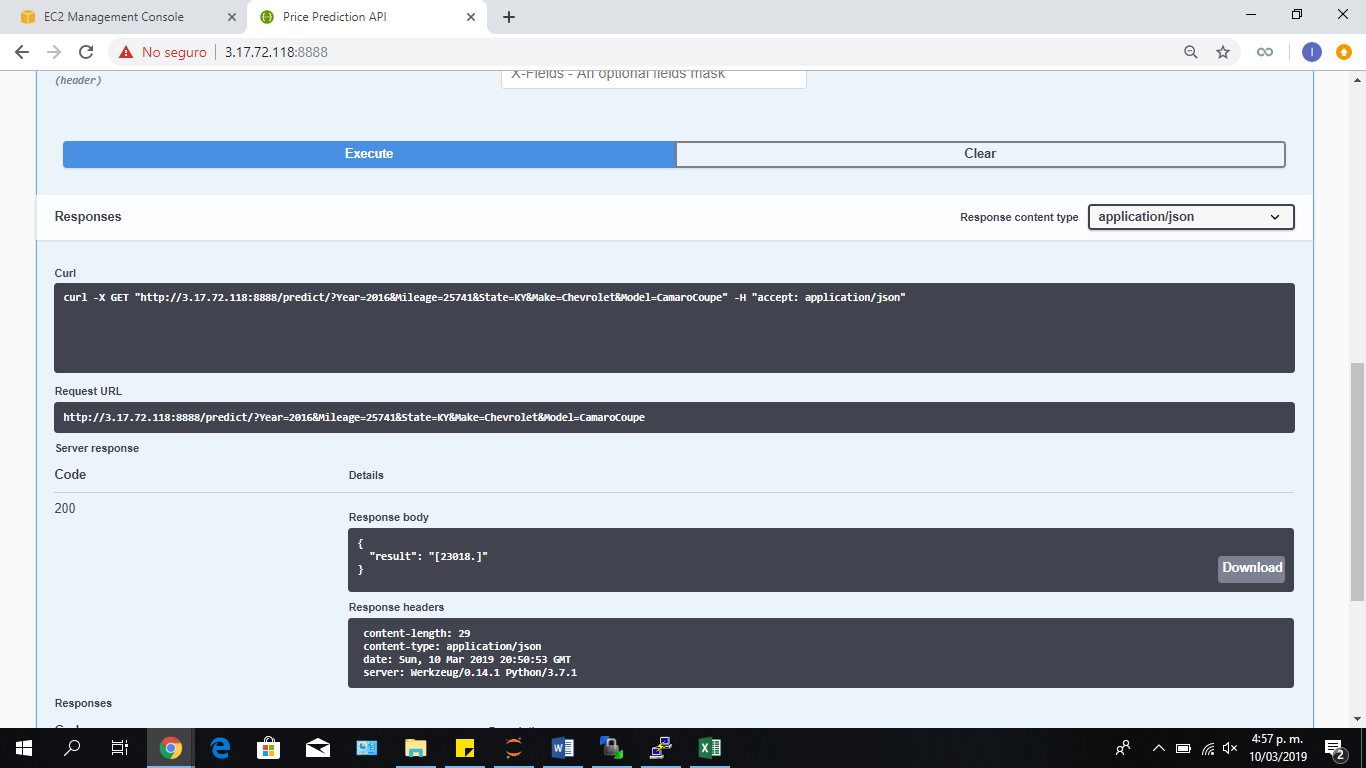 EC2 Management Console
Price Prediction API
No seguro
3.17.72.118:8888
I
(header)
X-Fields - An optional fields mask
Execute
Clear
Responses
Response content type
application/json
Curl
curl -X GET "http://3.17.72.118:8888/predict/?Year=2016&Mileage=25741&State=KY&Make=Chevrolet&Model=CamaroCoupe" -H "accept: application/json"
Request URL
http://3.17.72.118:8888/predict/?Year=2016&Mileage=25741&State=KY&Make=Chevrolet&Model=CamaroCoupe
Server response
Code
Details
200
Response body
{
"result": "[23018.]"
}
Download
Response headers
content-length: 29
content-type: application/json
date: Sun, 10 Mar 2019 20:50:53 GMT
server: Werkzeug/0.14.1 Python/3.7.1
Responses
4:57 p. m.
10/03/2019
2